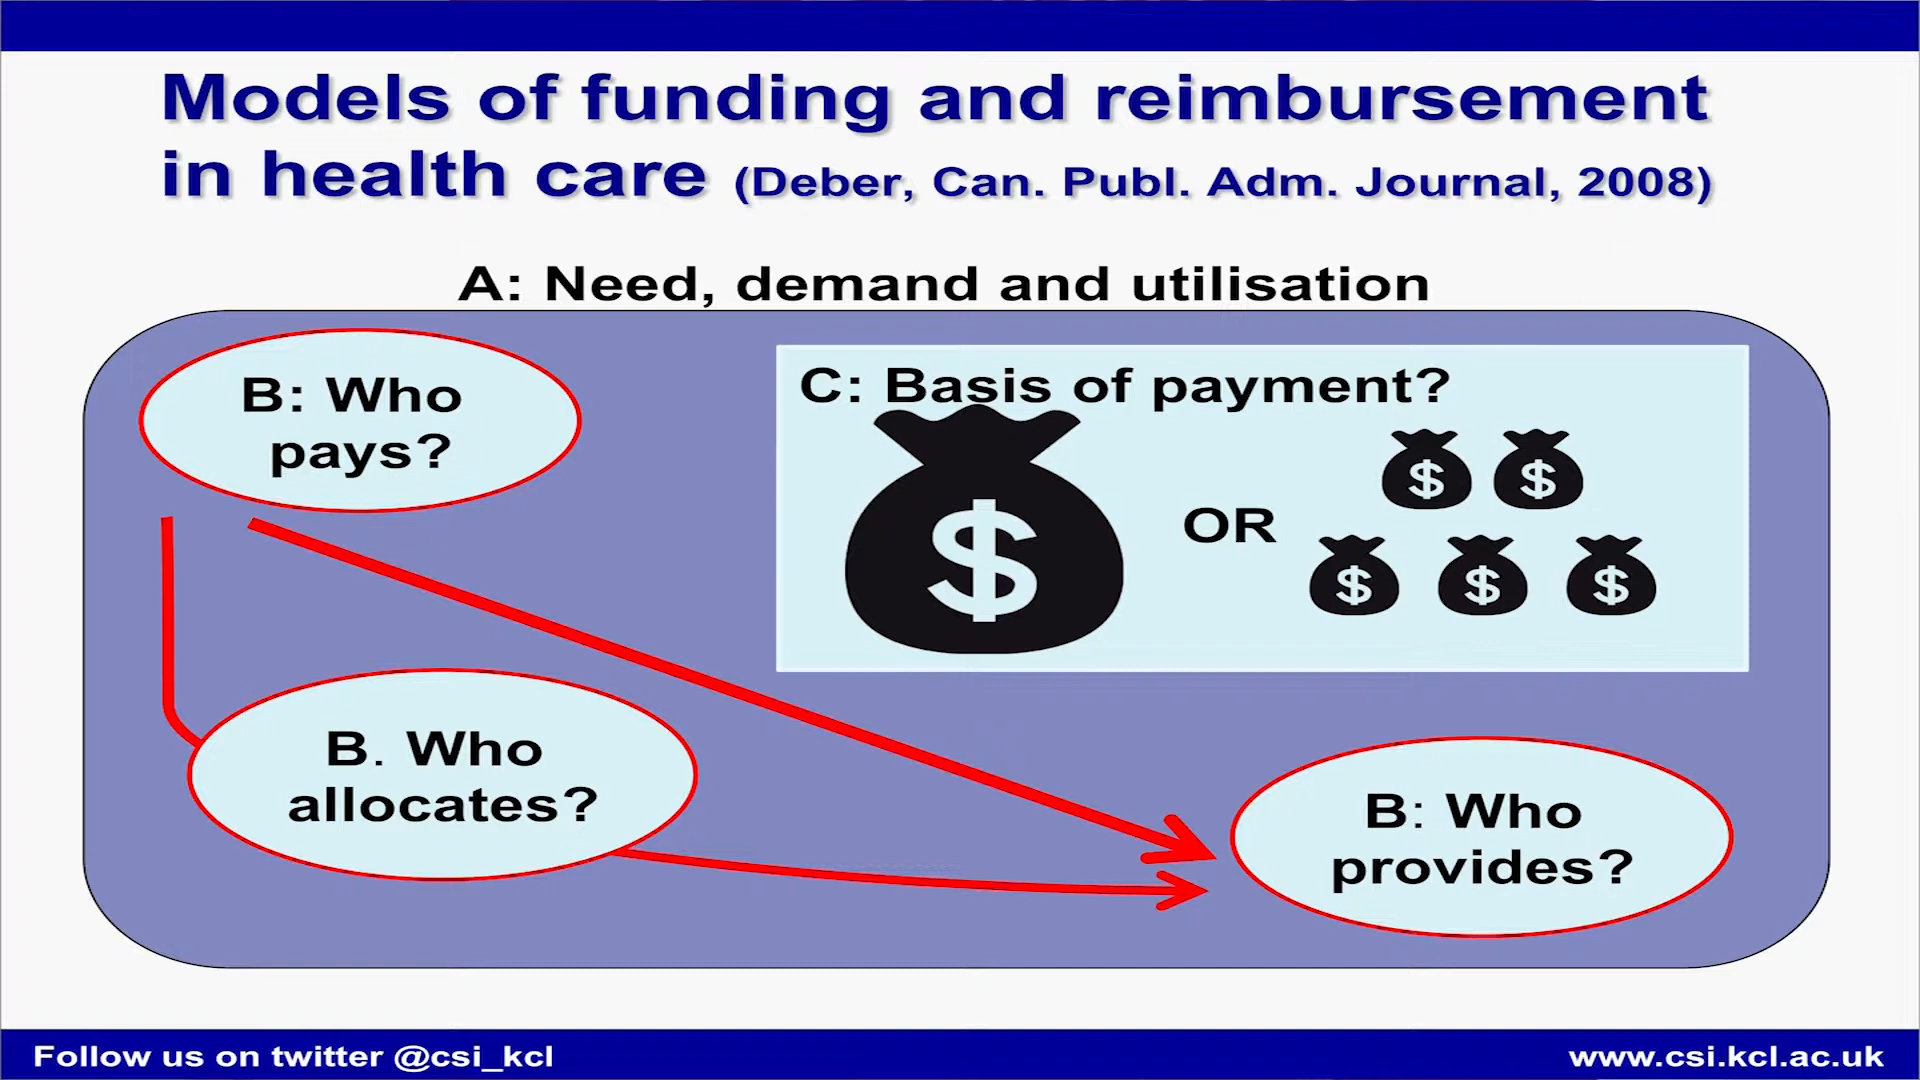 Models of funding and reimbursement
in health care (Deber, Can. Publ. Adm. Journal, 2008)
A: Need, demand and utilisation
B: Who
pays?
C: Basis of payment?
$
OR
$ $
$ $ $
B. Who
allocates?
B: Who
provides?
Follow us on twitter @csi_kcl
www.csi.kcl.ac.uk